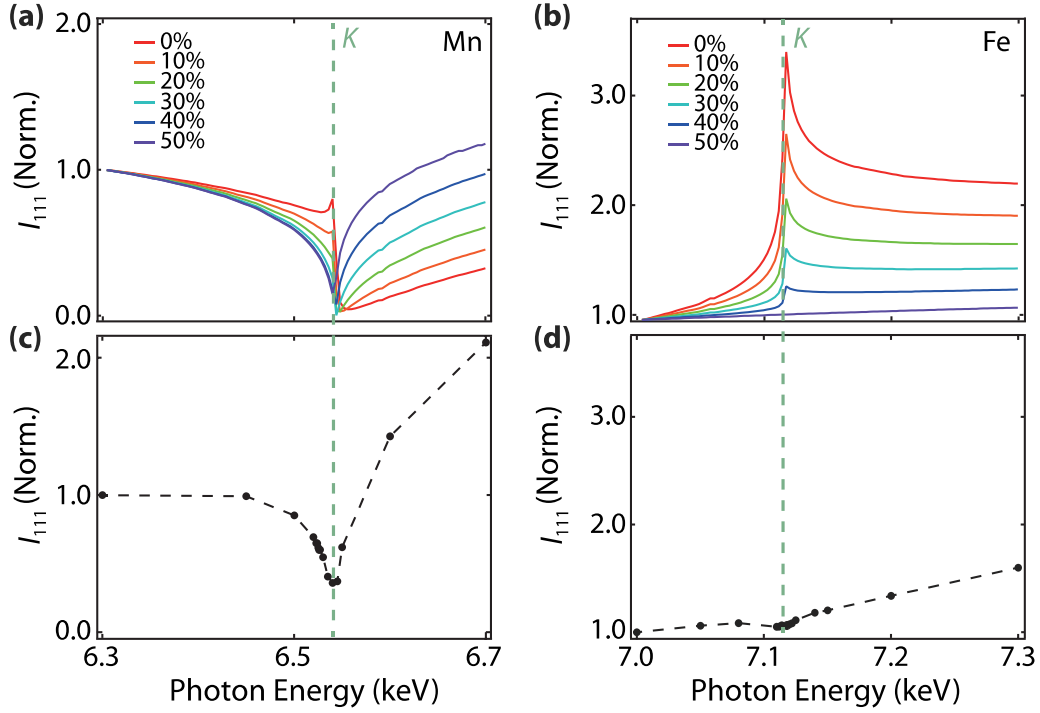 (a)
2.0
1.0
0.0
I111 (Norm.)
0%
10%
20%
30%
40%
50%
K
Mn
(b)
3.0
2.0
1.0
I111 (Norm.)
0%
10%
20%
30%
40%
50%
K
Fe
(c)
2.0
1.0
0.0
I111 (Norm.)
6.3
6.5
6.7
Photon Energy (keV)
(d)
3.0
2.0
1.0
I111 (Norm.)
7.0
7.1
7.2
7.3
Photon Energy (keV)